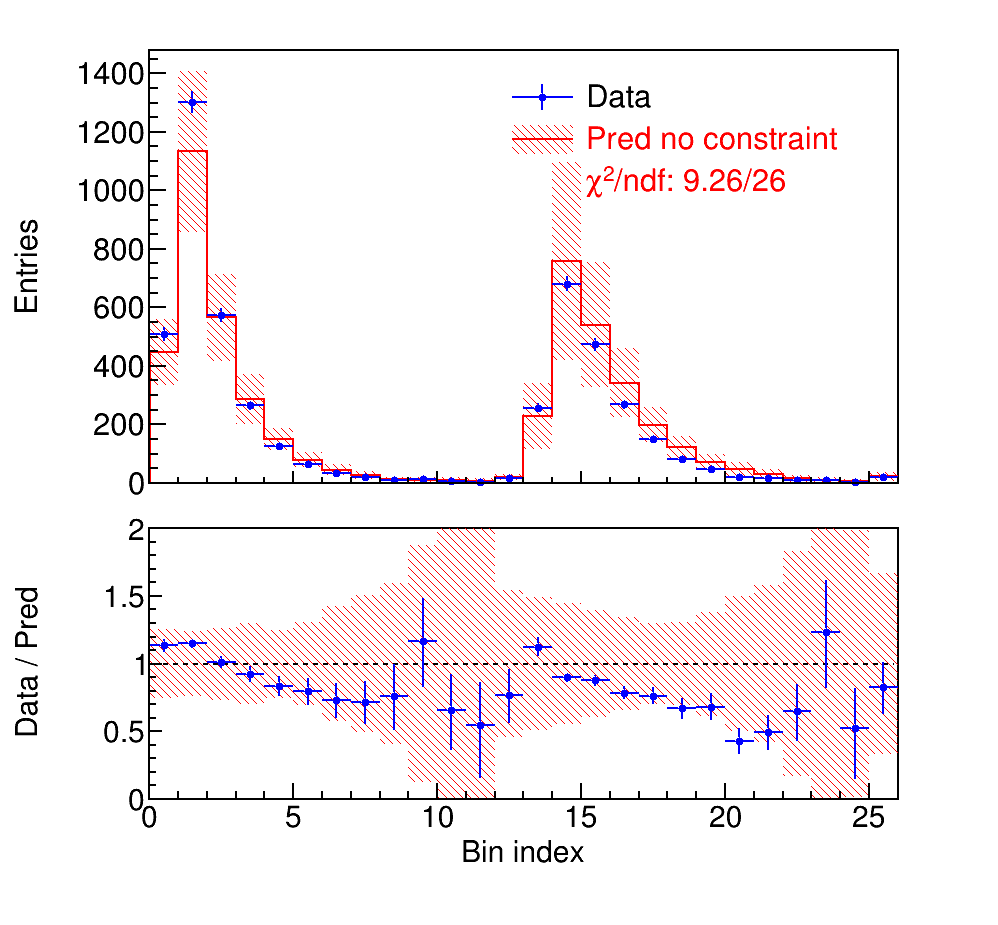 1400
1200
1000
800
600
400
200
0
Entries
Data
Pred no constraint
χ²/ndf: 9.26/26
2
1.5
1
0.5
0
Data / Pred
0 5 10 15 20 25
Bin index